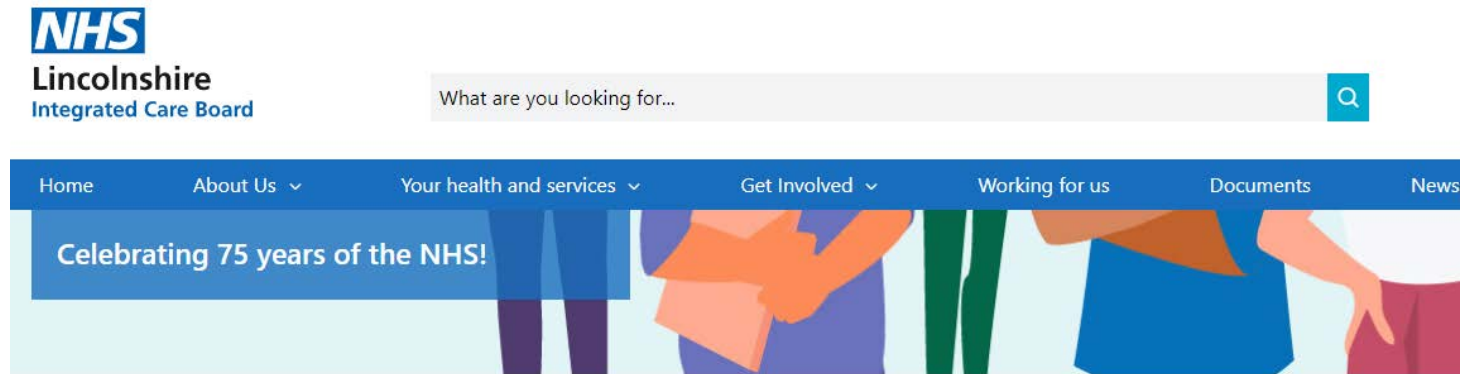 NHS
Lincolnshire
Integrated Care Board
What are you looking for...
Home About Us Your health and services Get Involved Working for us Documents News
Celebrating 75 years of the NHS!